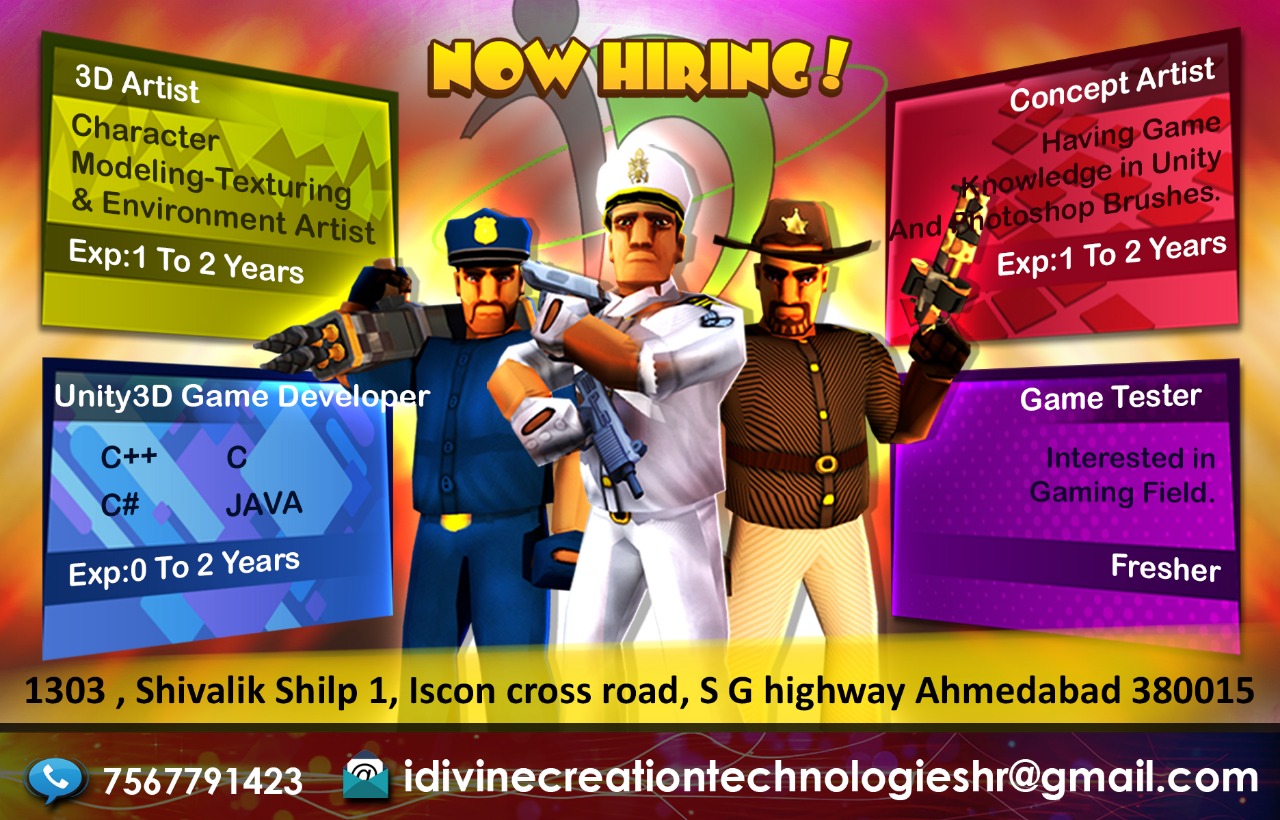 NOW HIRING!
3D Artist
Character
Modeling-Texturing
& Environment Artist
Exp:1 To 2 Years
Concept Artist
Having Game
Knowledge in Unity
And Photoshop Brushes.
Exp:1 To 2 Years
Unity3D Game Developer
C++ C
C# JAVA
Exp:0 To 2 Years
Game Tester
Interested in
Gaming Field.
Fresher
1303 , Shivalik Shilp 1, Iscon cross road, S G highway Ahmedabad 380015
7567791423 @ idivinecreationtechnologieshr@gmail.com